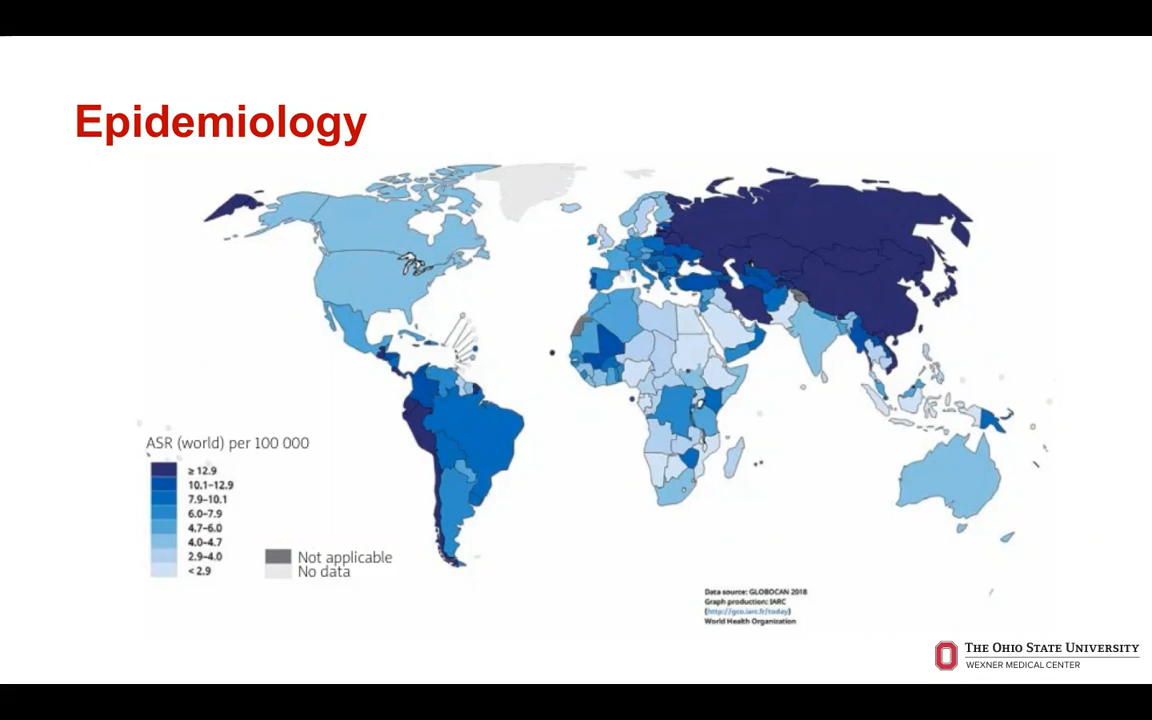 Epidemiology
ASR (world) per 100 000
≥ 12.9
10.1–12.9
7.9–10.1
6.0–7.9
4.7–6.0
4.0–4.7
2.9–4.0
< 2.9
Not applicable
No data
Data source: GLOBOCAN 2018
Graph production: IARC
(http://gco.iarc.fr/today)
World Health Organization
THE OHIO STATE UNIVERSITY
WEXNER MEDICAL CENTER